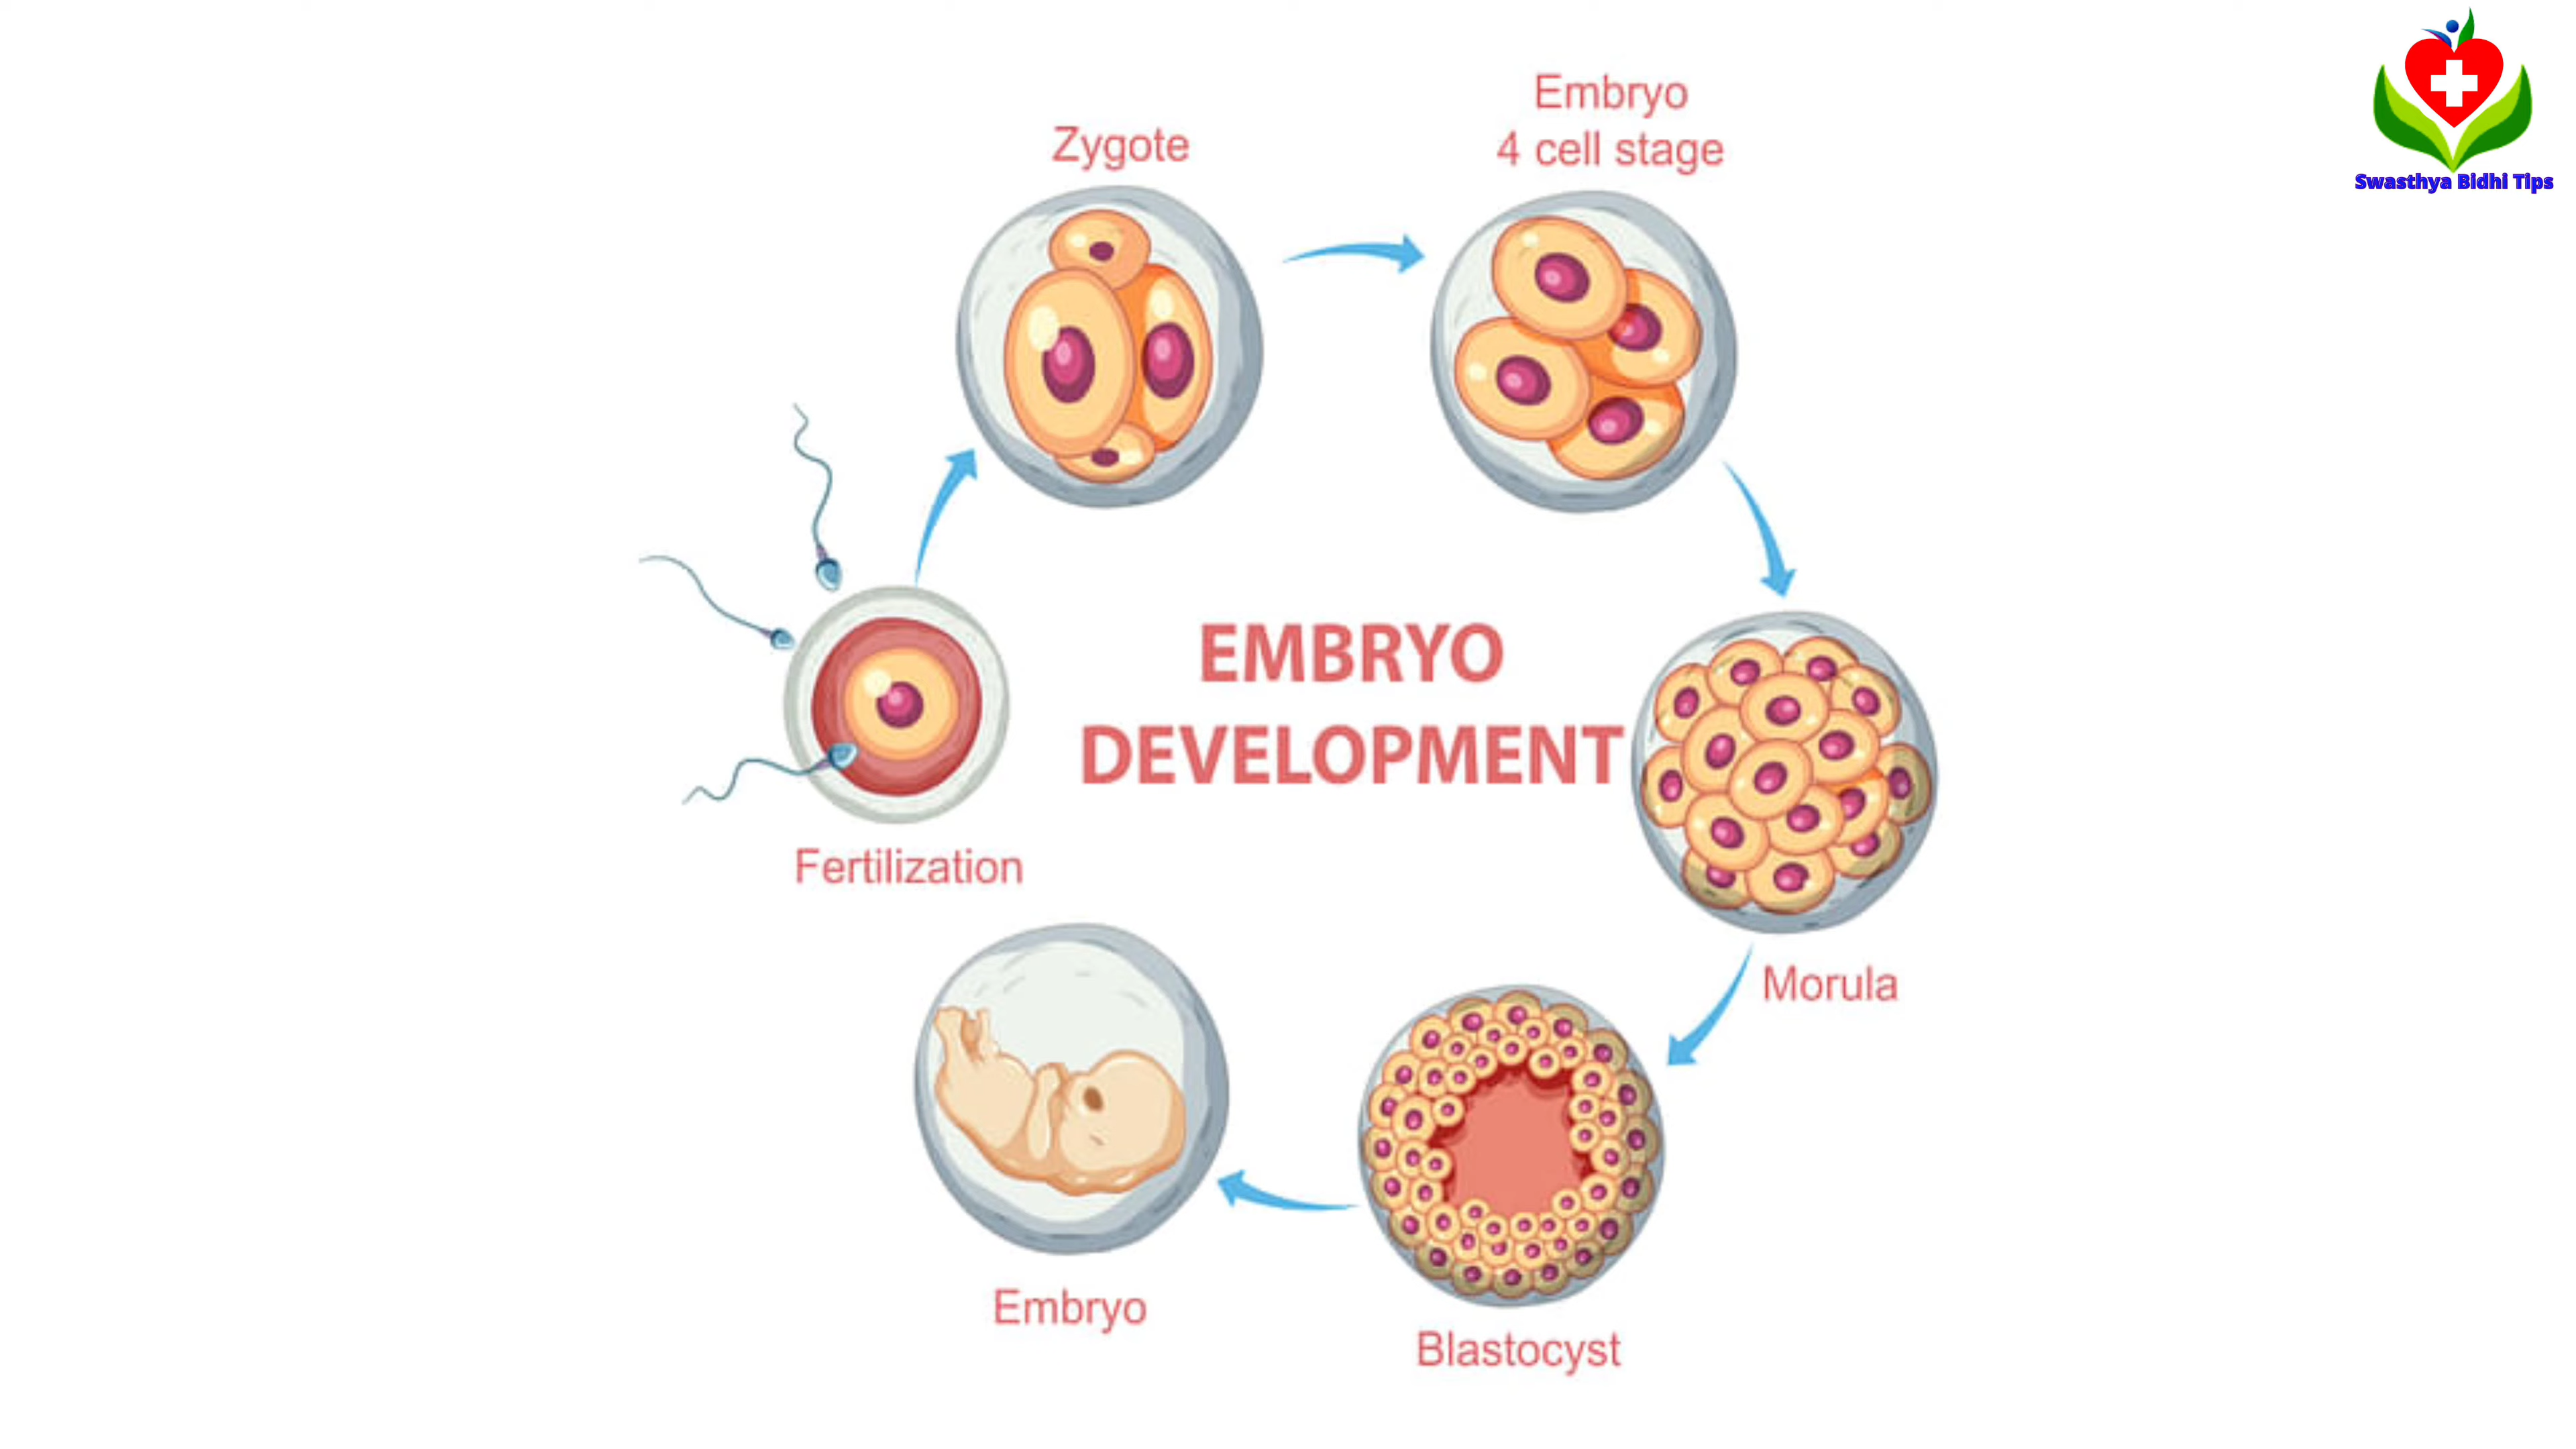 Swasthya Bidhi Tips
Embryo
4 cell stage
Zygote
EMBRYO
DEVELOPMENT
Fertilization
Morula
Embryo
Blastocyst